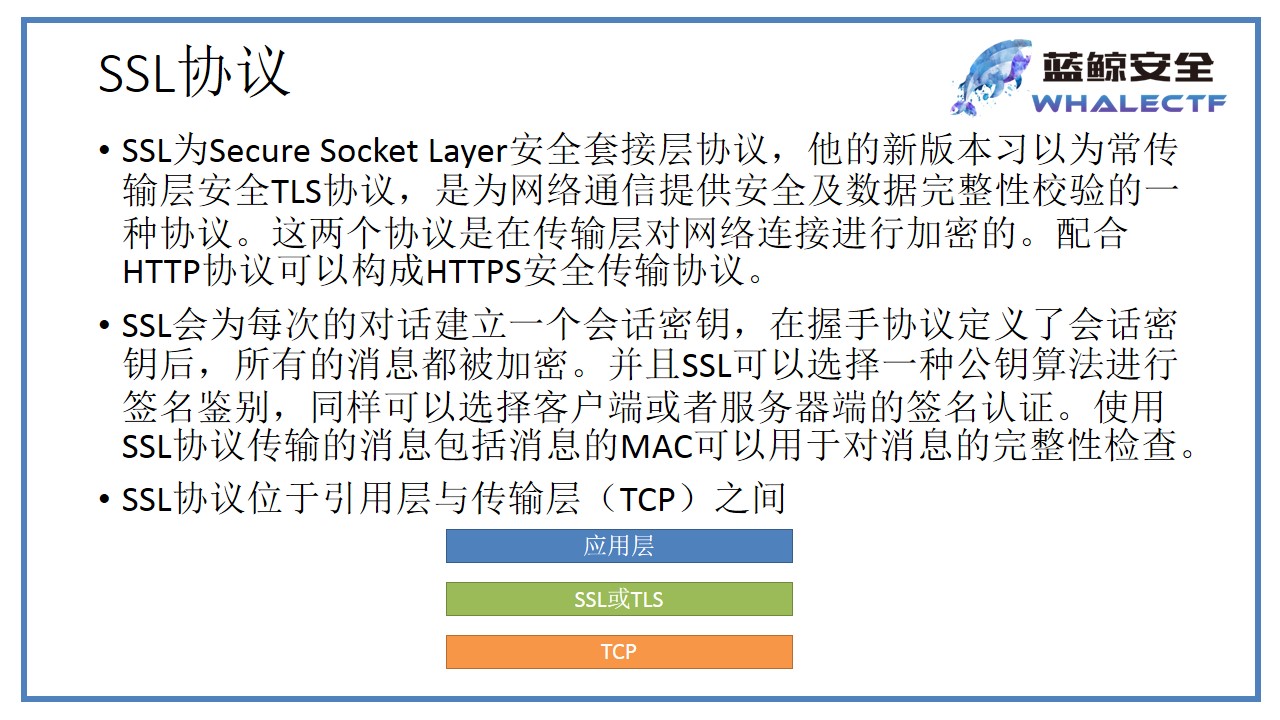 SSL协议
蓝鲸安全
WHALECTF
• SSL为Secure Socket Layer安全套接层协议，他的新版本习以为常传
输层安全TLS协议，是为网络通信提供安全及数据完整性校验的一
种协议。这两个协议是在传输层对网络连接进行加密的。配合
HTTP协议可以构成HTTPS安全传输协议。
• SSL会为每次的对话建立一个会话密钥，在握手协议定义了会话密
钥后，所有的消息都被加密。并且SSL可以选择一种公钥算法进行
签名鉴别，同样可以选择客户端或者服务器端的签名认证。使用
SSL协议传输的消息包括消息的MAC可以用于对消息的完整性检查。
• SSL协议位于引用层与传输层（TCP）之间
应用层
SSL或TLS
TCP